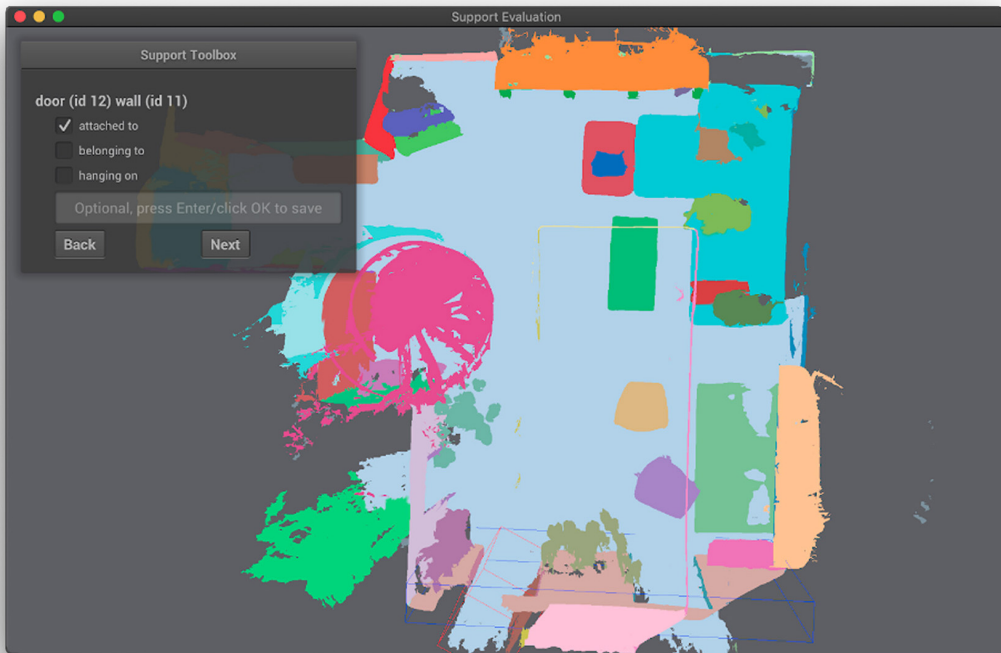 Support Evaluation
Support Toolbox
door (id 12) wall (id 11)
attached to
belonging to
hanging on
Optional, press Enter/click OK to save
Back
Next